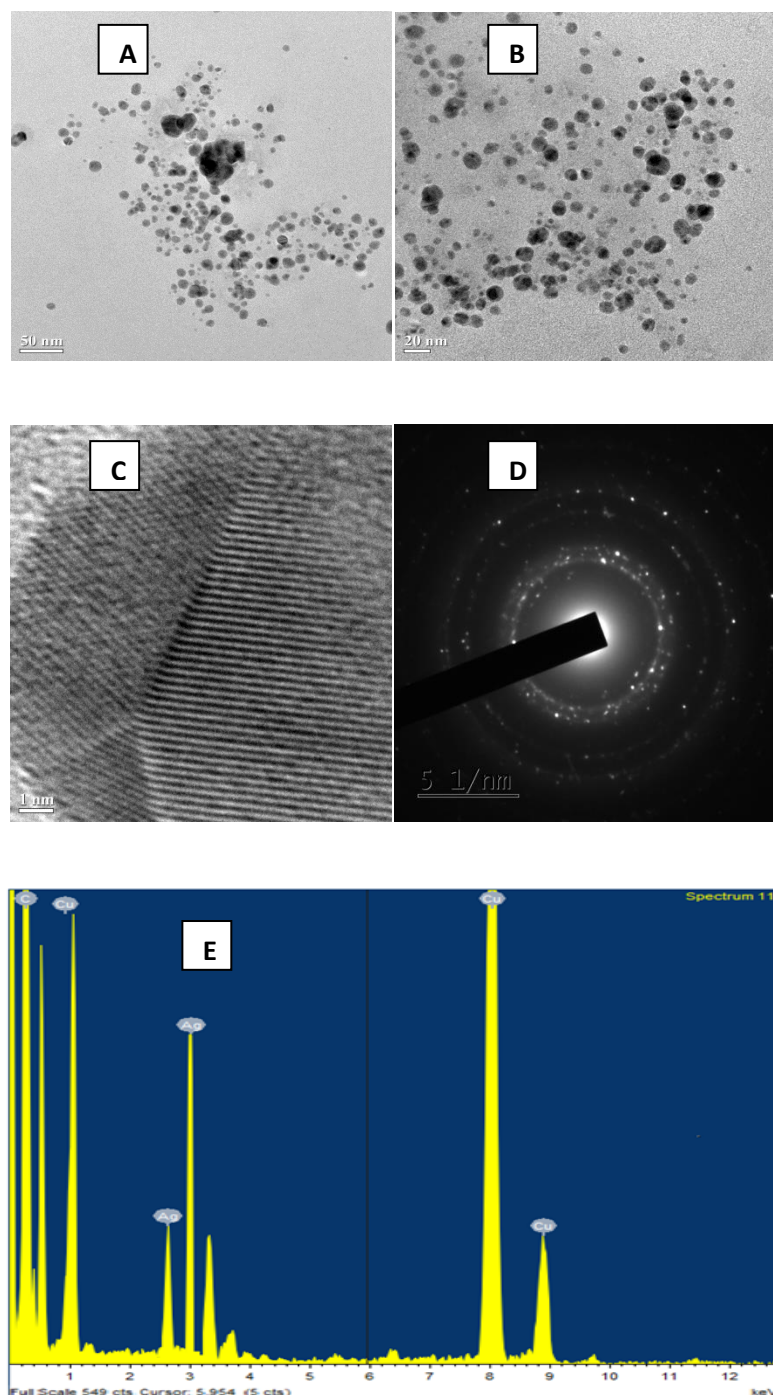 A
B
50 nm
20 nm
C
D
1 nm
5 1/nm
C
Cu
Cu
Spectrum 11
E
Ag
Ag
Cu
1 2 3 4 5 6 7 8 9 10 11 12
Full Scale 549 cts Cursor: 5.954 (5 cts)